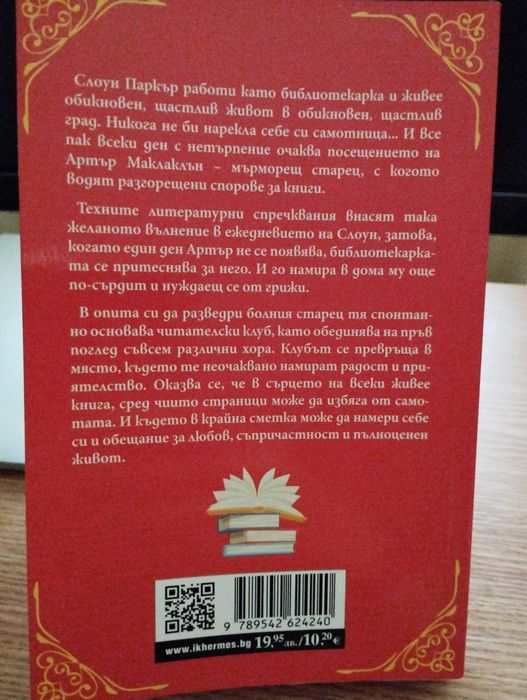 Слоун Паркър работи като библиотекарка и живее
обикновен, щастлив живот в обикновен, щастлив
град. Никога не би нарекла себе си самотница... И все
пак всеки ден с нетърпение очаква посещението на
Артър Маклаклън – мърморещ старец, с когото
водят разгорещени спорове за книги.
Техните литературни спречквания внасят така
желаното вълнение в ежедневието на Слоун, затова,
когато един ден Артър не се появява, библиотекарка-
та се притеснява за него. И го намира в дома му още
по-сърдит и нуждаещ се от грижи.
В опита си да разведри болния старец тя спонтан-
но основава читателски клуб, като обединява на пръв
поглед съвсем различни хора. Клубът се превръща в
място, където те неочаквано намират радост и при-
ятелство. Оказва се, че в сърцето на всеки живее
книга, сред чиито страници може да избяга от само-
тата. И където в крайна сметка може да намери себе
си и обещание за любов, съпричастност и пълноценен
живот.
9 789542 624240
www.ikhermes.bg 19.95 лв. / 10.20 €